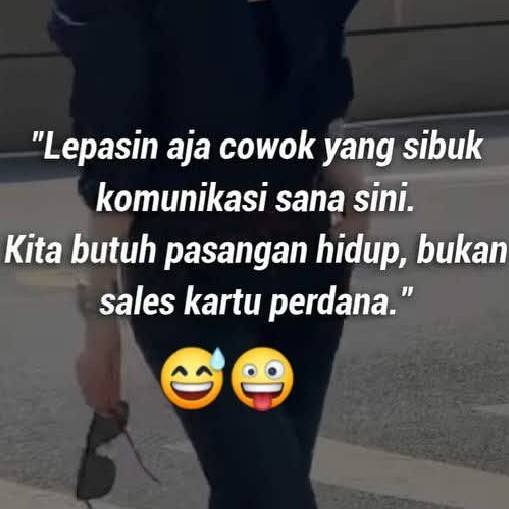 "Lepasin aja cowok yang sibuk
komunikasi sana sini.
Kita butuh pasangan hidup, bukan
sales kartu perdana."